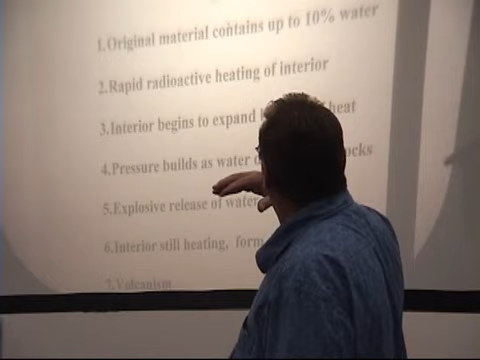 1.Original material contains up to 10% water
2.Rapid radioactive heating of interior
3.Interior begins to expand heat
4.Pressure builds as water
5.Explosive release of water
6.Interior still heating, form
7.Volcanism